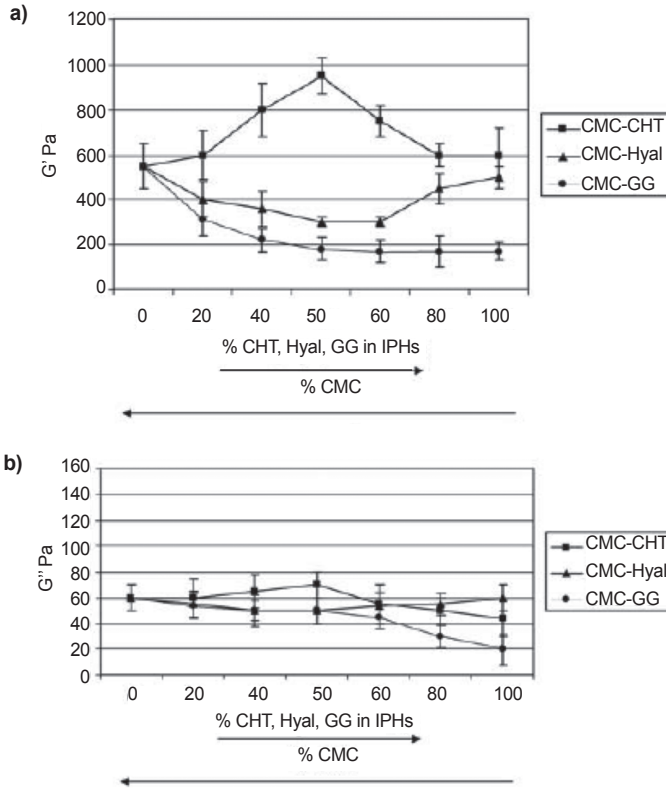 a)
1200
1000
800
600
400
200
0
G' Pa
0 20 40 50 60 80 100
% CHT, Hyal, GG in IPHs
% CMC
CMC-CHT
CMC-Hyal
CMC-GG
b)
160
140
120
100
80
60
40
20
0
G'' Pa
0 20 40 50 60 80 100
% CHT, Hyal, GG in IPHs
% CMC
CMC-CHT
CMC-Hyal
CMC-GG